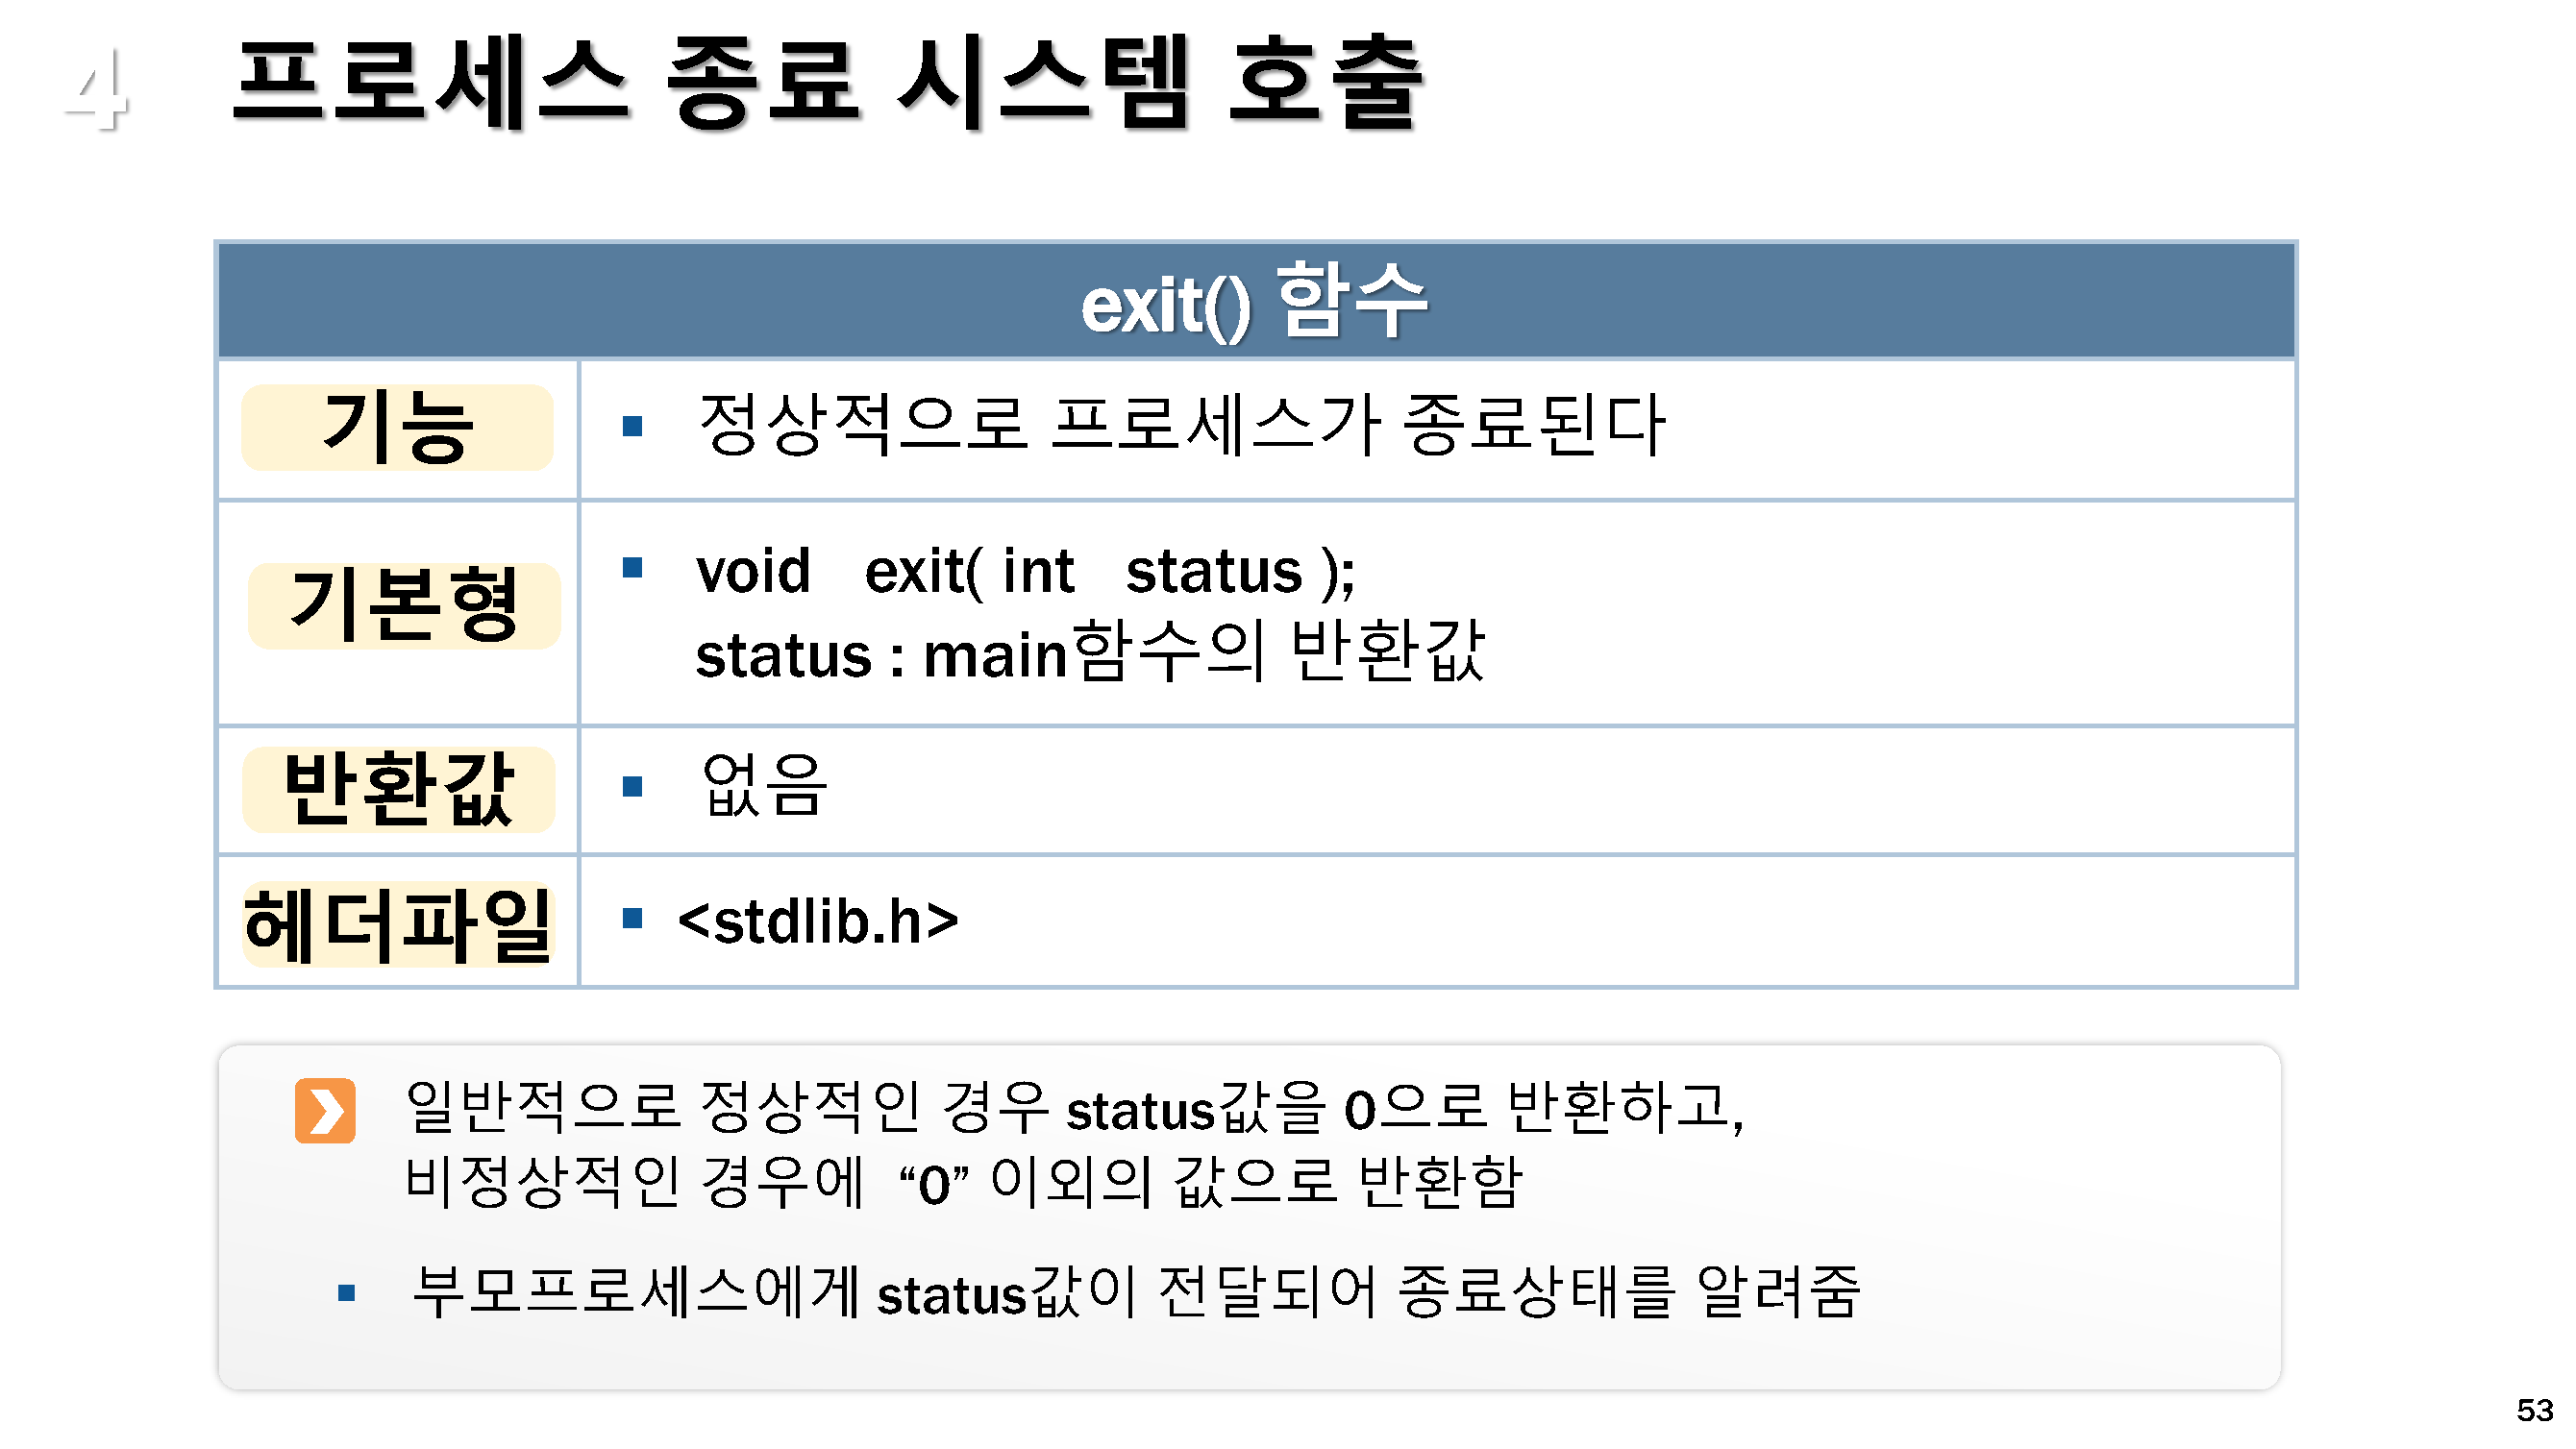 4 프로세스 종료 시스템 호출
exit() 함수
기능
▪ 정상적으로 프로세스가 종료된다
기본형
▪ void exit( int status );
status : main함수의 반환값
반환값
▪ 없음
헤더파일
▪ <stdlib.h>
일반적으로 정상적인 경우 status값을 0으로 반환하고,
비정상적인 경우에 “0” 이외의 값으로 반환함
▪ 부모프로세스에게 status값이 전달되어 종료상태를 알려줌
53